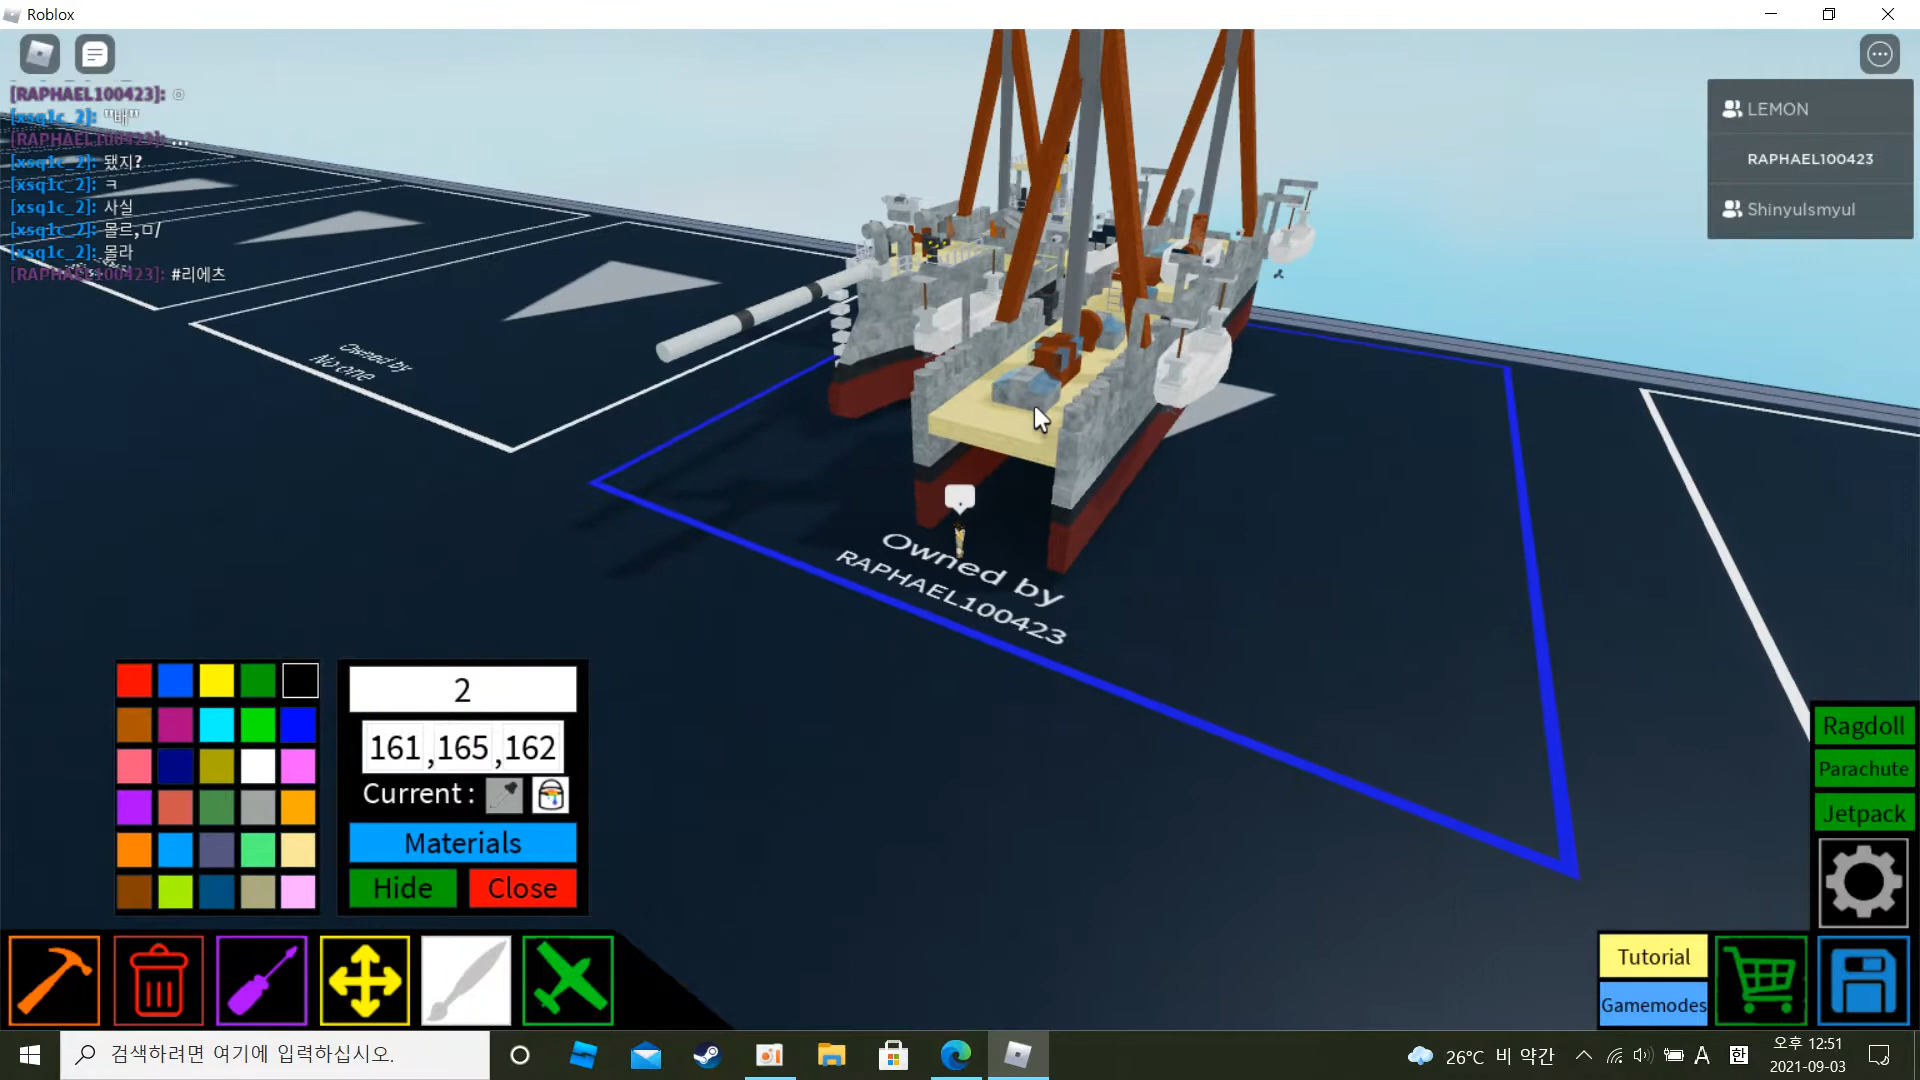 Roblox
[RAPHAEL100423]: ㅇ
[xsq1c_2]: "배"
[RAPHAEL100423]: ...
[xsq1c_2]: 됐지?
[xsq1c_2]: ㅋ
[xsq1c_2]: 사실
[xsq1c_2]: 몰르,ㅁ/
[xsq1c_2]: 몰라
[RAPHAEL100423]: #리에츠
LEMON
RAPHAEL100423
Shinyulsmyul
Owned by
No one
Owned by
RAPHAEL100423
2
161,165,162
Current:
Materials
Hide
Close
Ragdoll
Parachute
Jetpack
Tutorial
Gamemodes
검색하려면 여기에 입력하십시오.
26°C 비 약간
A
한
오후 12:51
2021-09-03